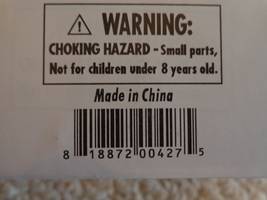 WARNING:
CHOKING HAZARD - Small parts,
Not for children under 8 years old.
Made in China
8 18872 00427 5